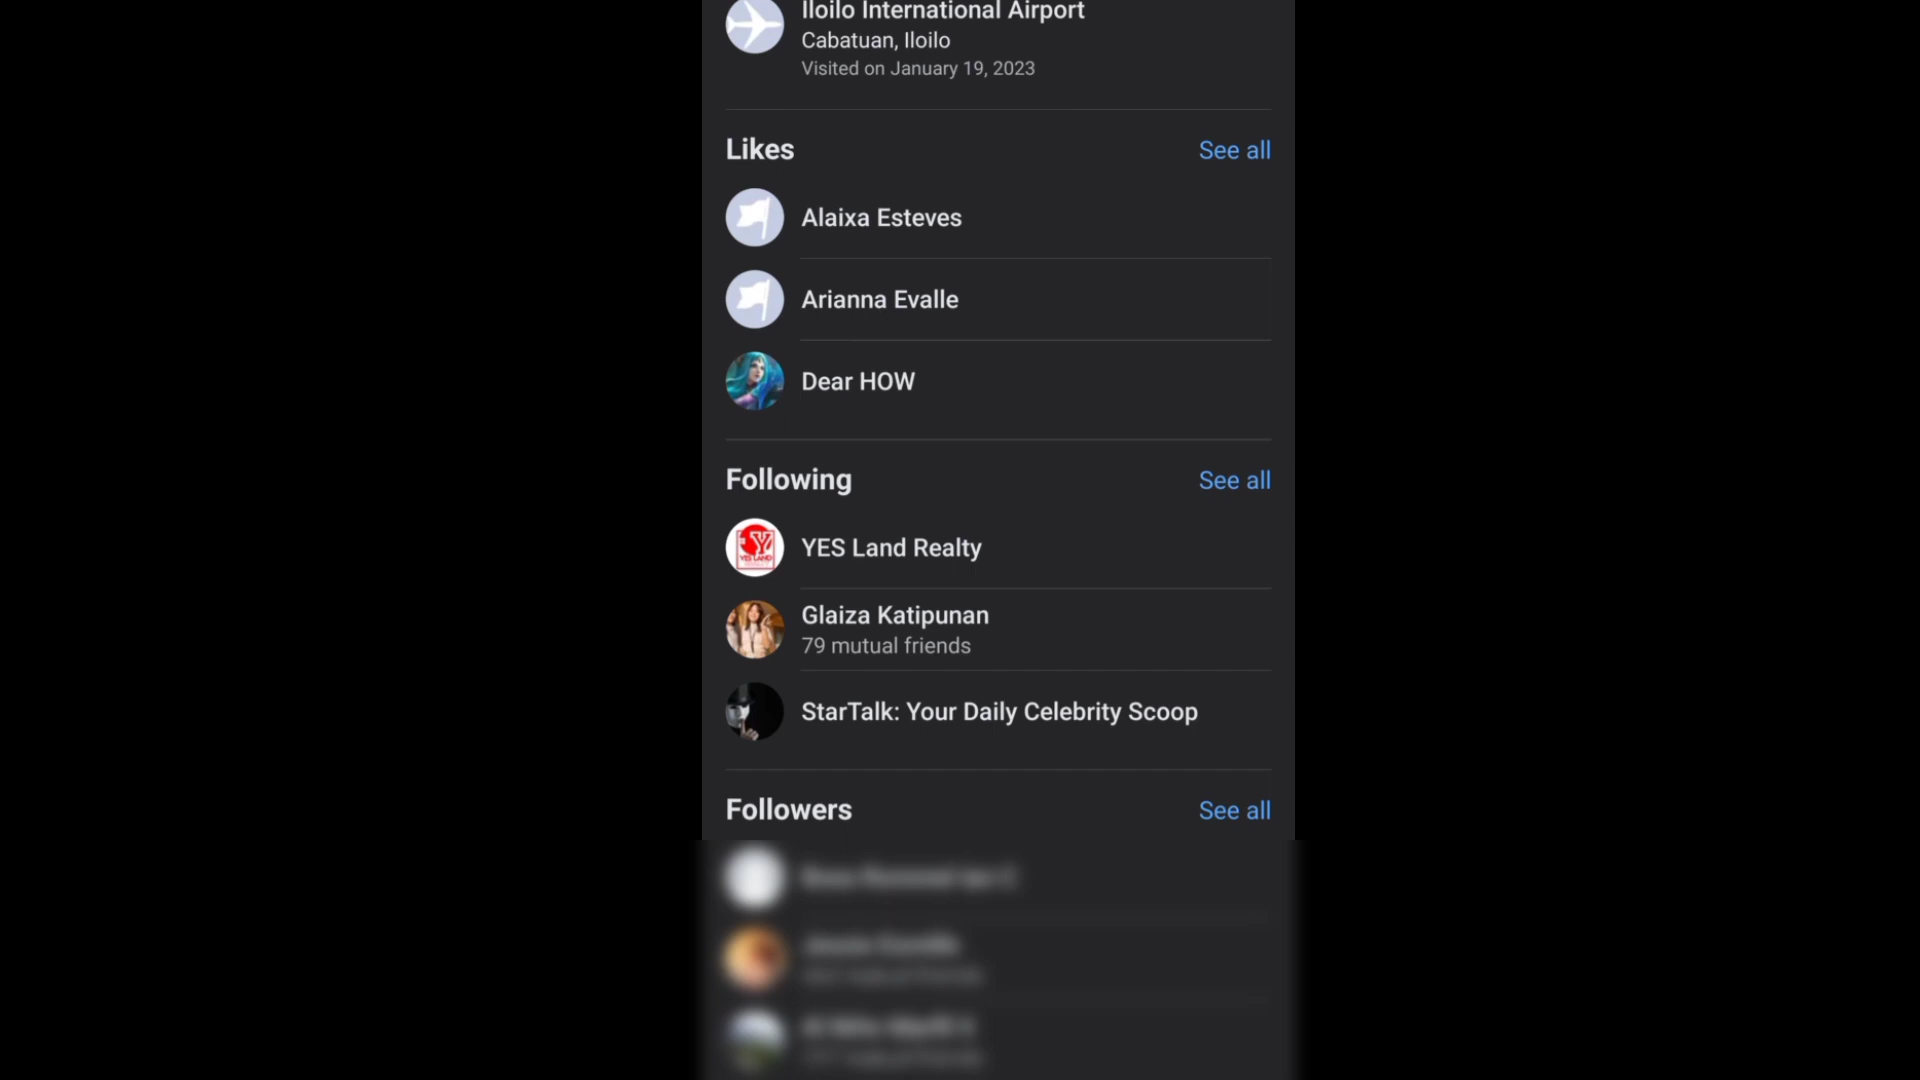 Iloilo International Airport
Cabatuan, Iloilo
Visited on January 19, 2023
Likes
See all
Alaixa Esteves
Arianna Evalle
Dear HOW
Following
See all
YES Land Realty
Glaiza Katipunan
79 mutual friends
StarTalk: Your Daily Celebrity Scoop
Followers
See all